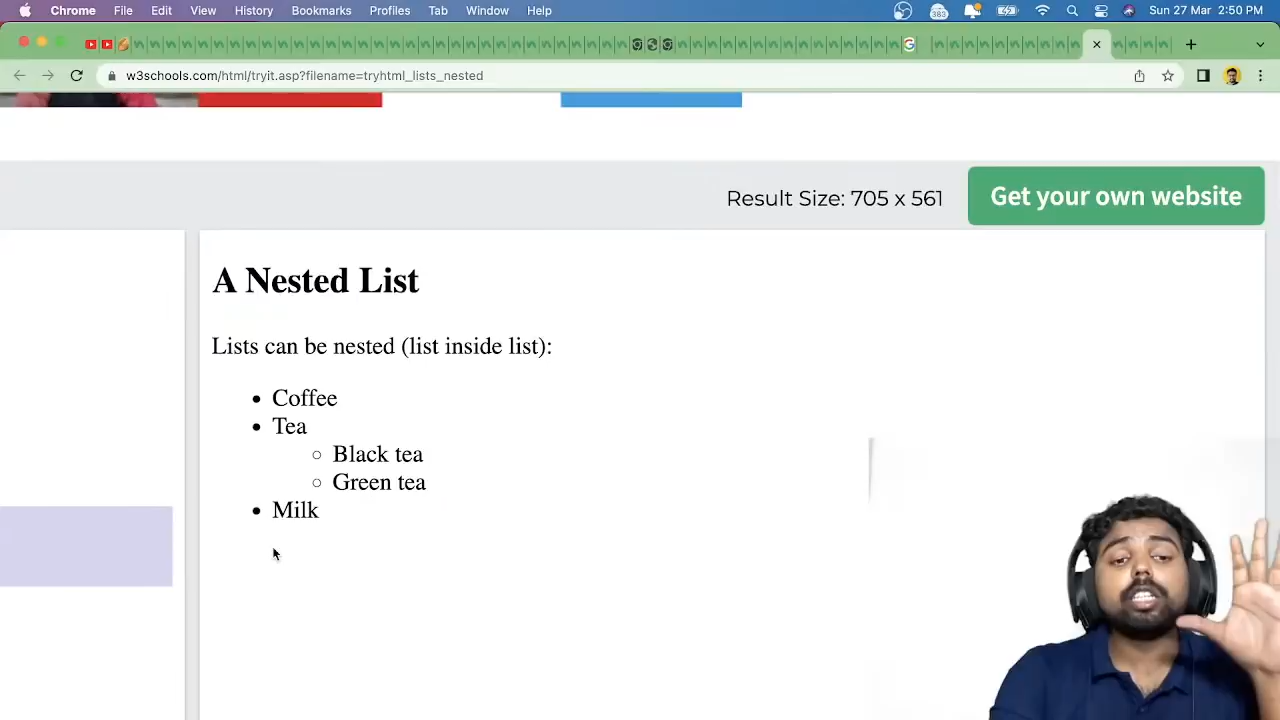 Chrome File Edit View History Bookmarks Profiles Tab Window Help 383 Sun 27 Mar 2:50 PM
w3schools.com/html/tryit.asp?filename=tryhtml_lists_nested
Result Size: 705 x 561
Get your own website
A Nested List
Lists can be nested (list inside list):
• Coffee
• Tea
○ Black tea
○ Green tea
• Milk